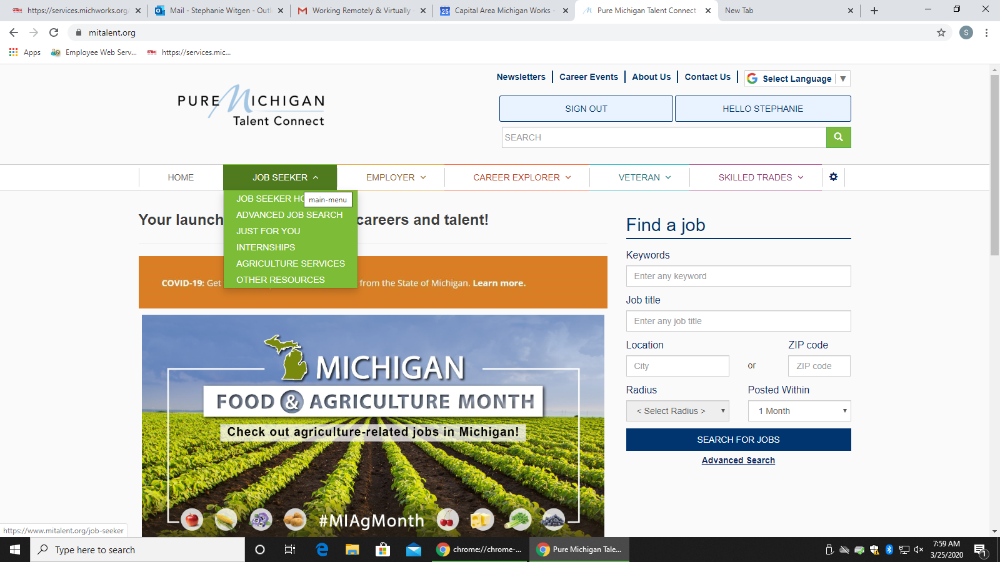 https://services.michworks.org/
Mail - Stephanie Witgen - Outl
Working Remotely & Virtually -
Capital Area Michigan Works -
Pure Michigan Talent Connect
New Tab
mitalent.org
S
Apps
Employee Web Serv...
https://services.mic...
Newsletters
Career Events
About Us
Contact Us
Select Language
PURE MICHIGAN
Talent Connect
SIGN OUT
HELLO STEPHANIE
SEARCH
HOME
JOB SEEKER
EMPLOYER
CAREER EXPLORER
VETERAN
SKILLED TRADES
JOB SEEKER HO
main-menu
ADVANCED JOB SEARCH
JUST FOR YOU
INTERNSHIPS
AGRICULTURE SERVICES
OTHER RESOURCES
Your launch careers and talent!
COVID-19: Get from the State of Michigan. Learn more.
MICHIGAN
FOOD & AGRICULTURE MONTH
Check out agriculture-related jobs in Michigan!
#MIAgMonth
Find a job
Keywords
Enter any keyword
Job title
Enter any job title
Location
ZIP code
City
or
ZIP code
Radius
Posted Within
< Select Radius >
1 Month
SEARCH FOR JOBS
Advanced Search
https://www.mitalent.org/job-seeker
Type here to search
chrome://chrome-...
Pure Michigan Tale...
7:59 AM
3/25/2020
1